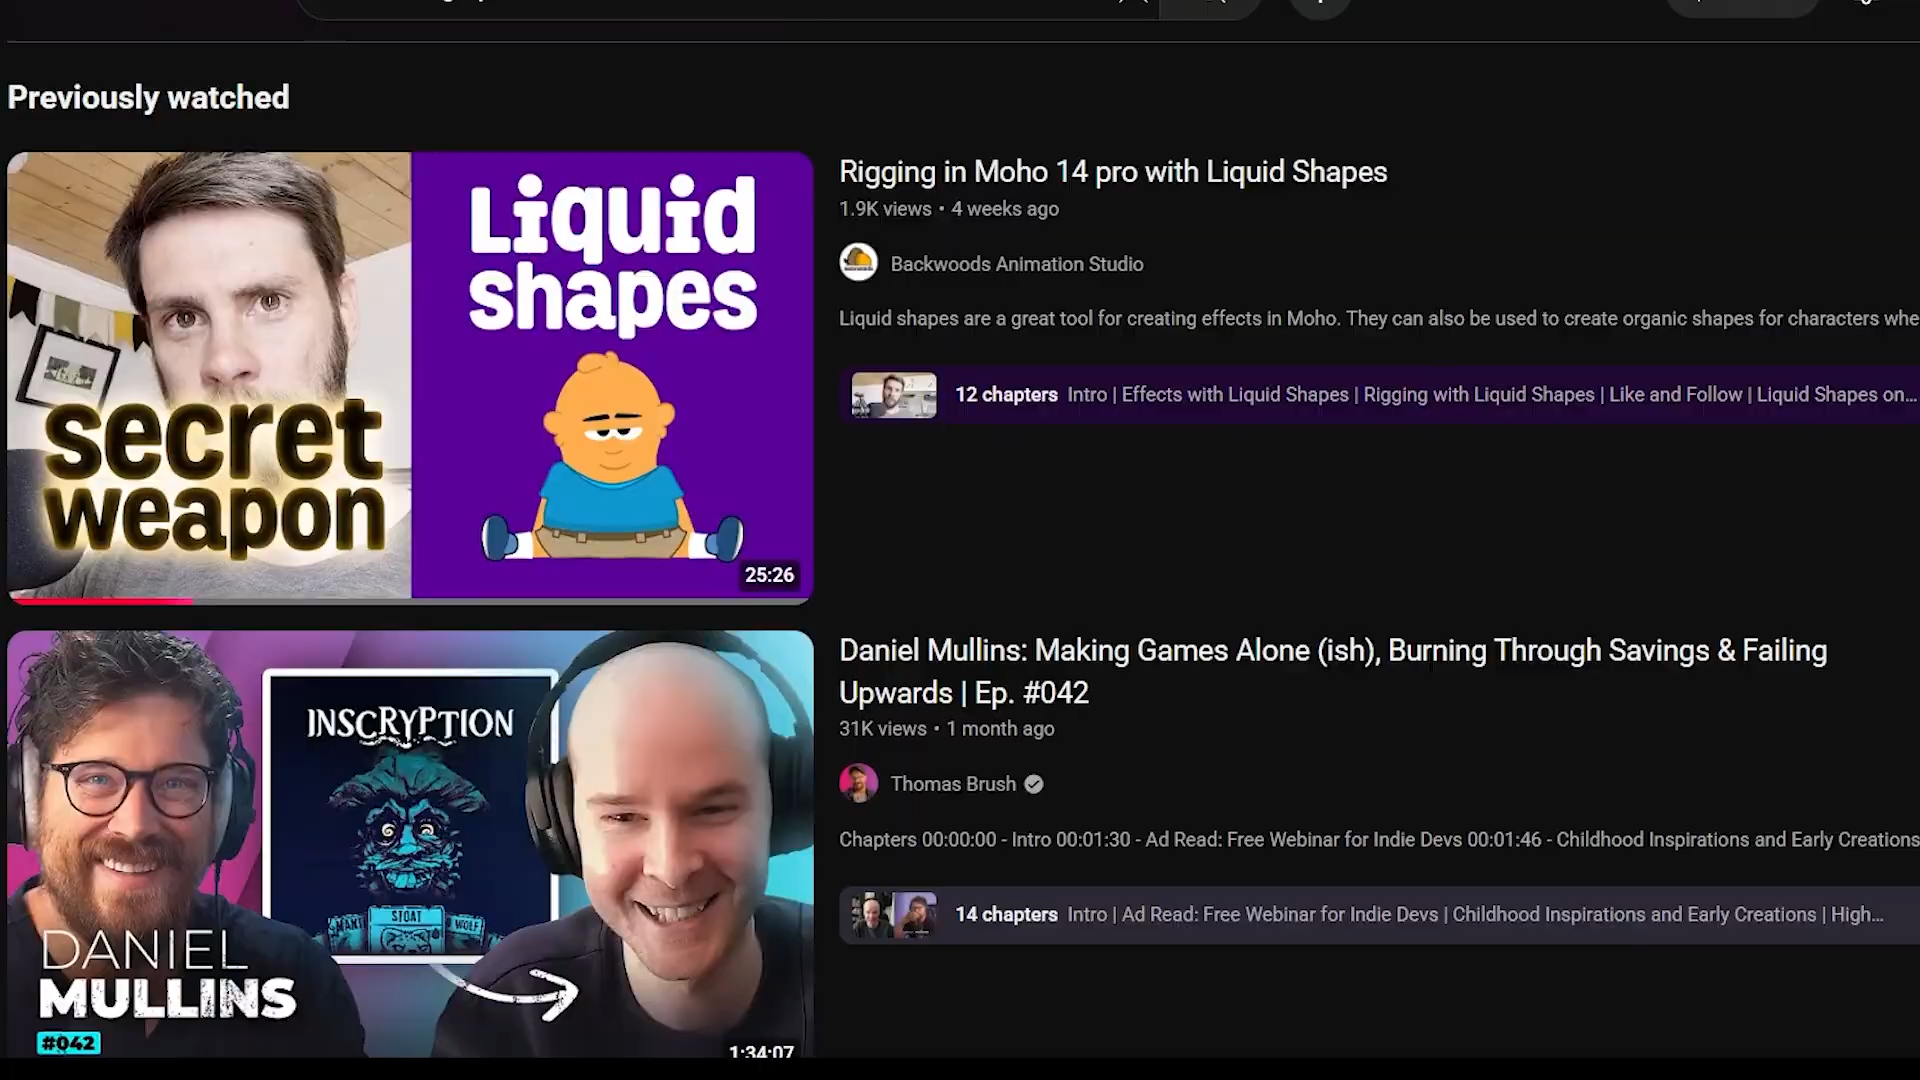 Previously watched
Liquid
shapes
secret
weapon
25:26
Rigging in Moho 14 pro with Liquid Shapes
1.9K views • 4 weeks ago
Backwoods Animation Studio
Liquid shapes are a great tool for creating effects in Moho. They can also be used to create organic shapes for characters whe
12 chapters Intro | Effects with Liquid Shapes | Rigging with Liquid Shapes | Like and Follow | Liquid Shapes on...
INSCRYPTION
STOAT
WOLF
DANIEL
MULLINS
#042
1:34:07
Daniel Mullins: Making Games Alone (ish), Burning Through Savings & Failing
Upwards | Ep. #042
31K views • 1 month ago
Thomas Brush
Chapters 00:00:00 - Intro 00:01:30 - Ad Read: Free Webinar for Indie Devs 00:01:46 - Childhood Inspirations and Early Creations
14 chapters Intro | Ad Read: Free Webinar for Indie Devs | Childhood Inspirations and Early Creations | High...